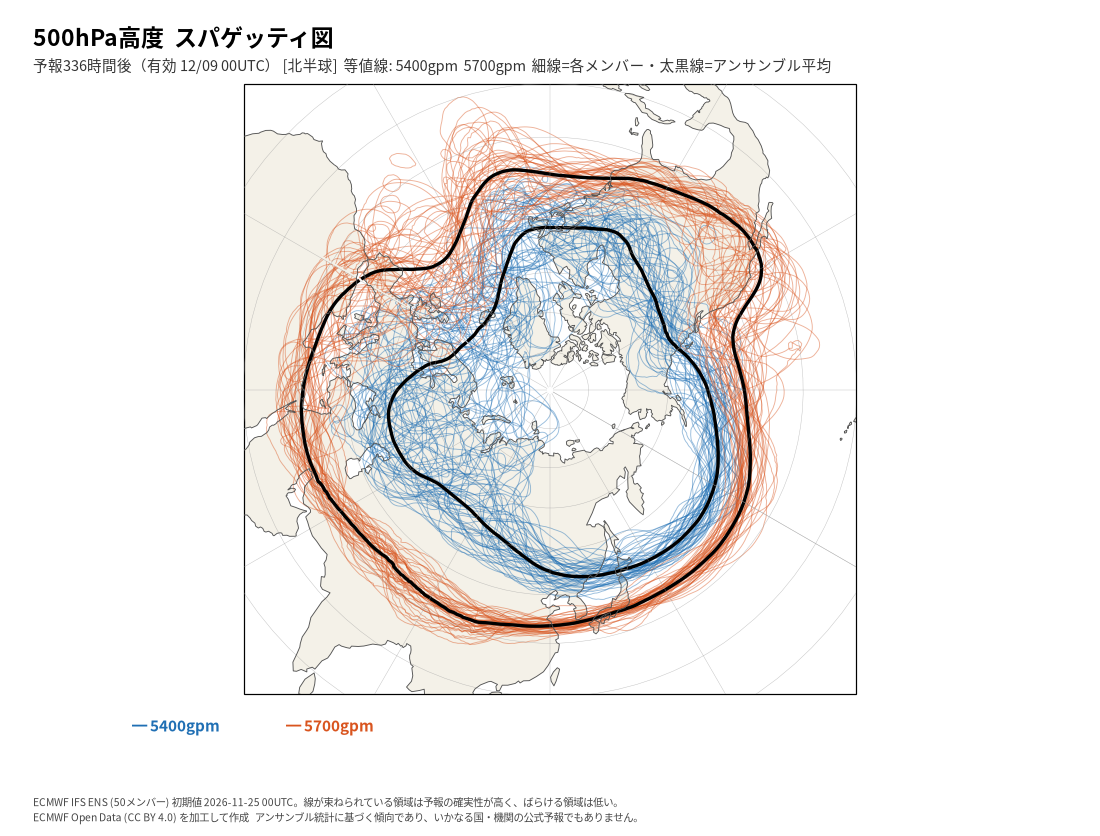 500hPa高度 スパゲッティ図
予報336時間後（有効 12/09 00UTC） [北半球] 等値線: 5400gpm 5700gpm 細線=各メンバー・太黒線=アンサンブル平均
5400gpm 5700gpm
ECMWF IFS ENS (50メンバー) 初期値 2026-11-25 00UTC。線が束ねられている領域は予報の確実性が高く、ばらける領域は低い。
ECMWF Open Data (CC BY 4.0) を加工して作成 アンサンブル統計に基づく傾向であり、いかなる国・機関の公式予報でもありません。